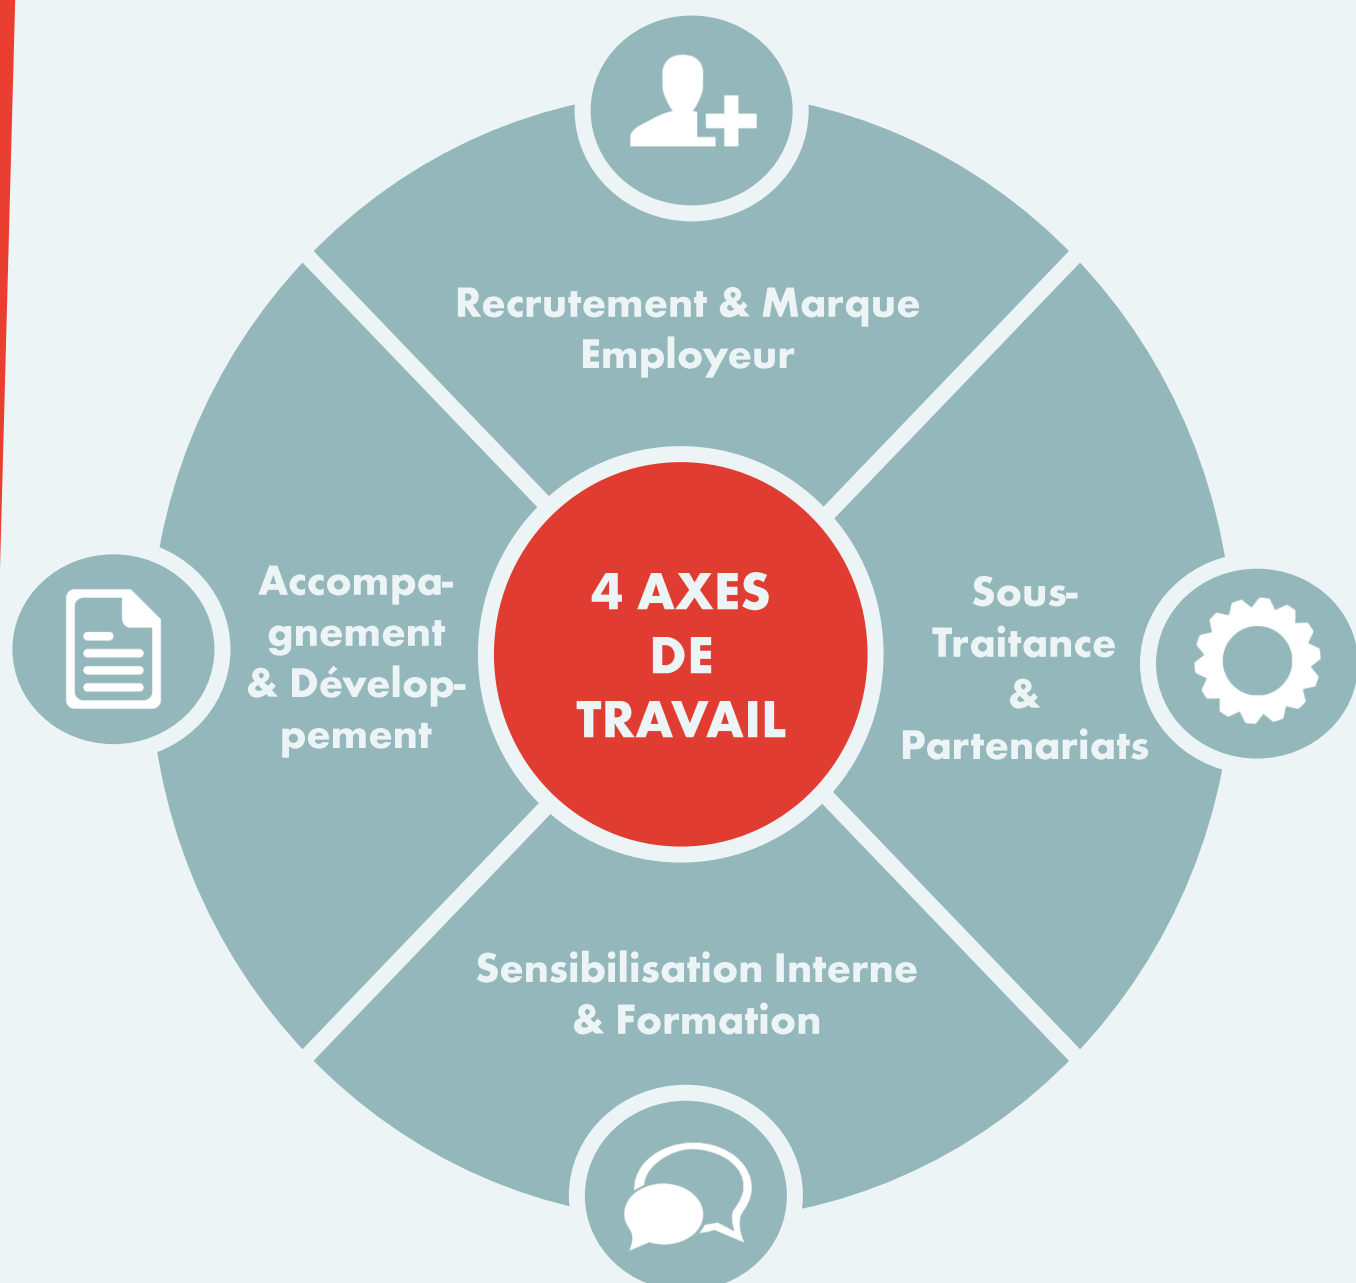 Recrutement & Marque
Employeur
Accompa-
gnement
& Dévelop-
pement
4 AXES
DE
TRAVAIL
Sous-
Traitance
&
Partenariats
Sensibilisation Interne
& Formation